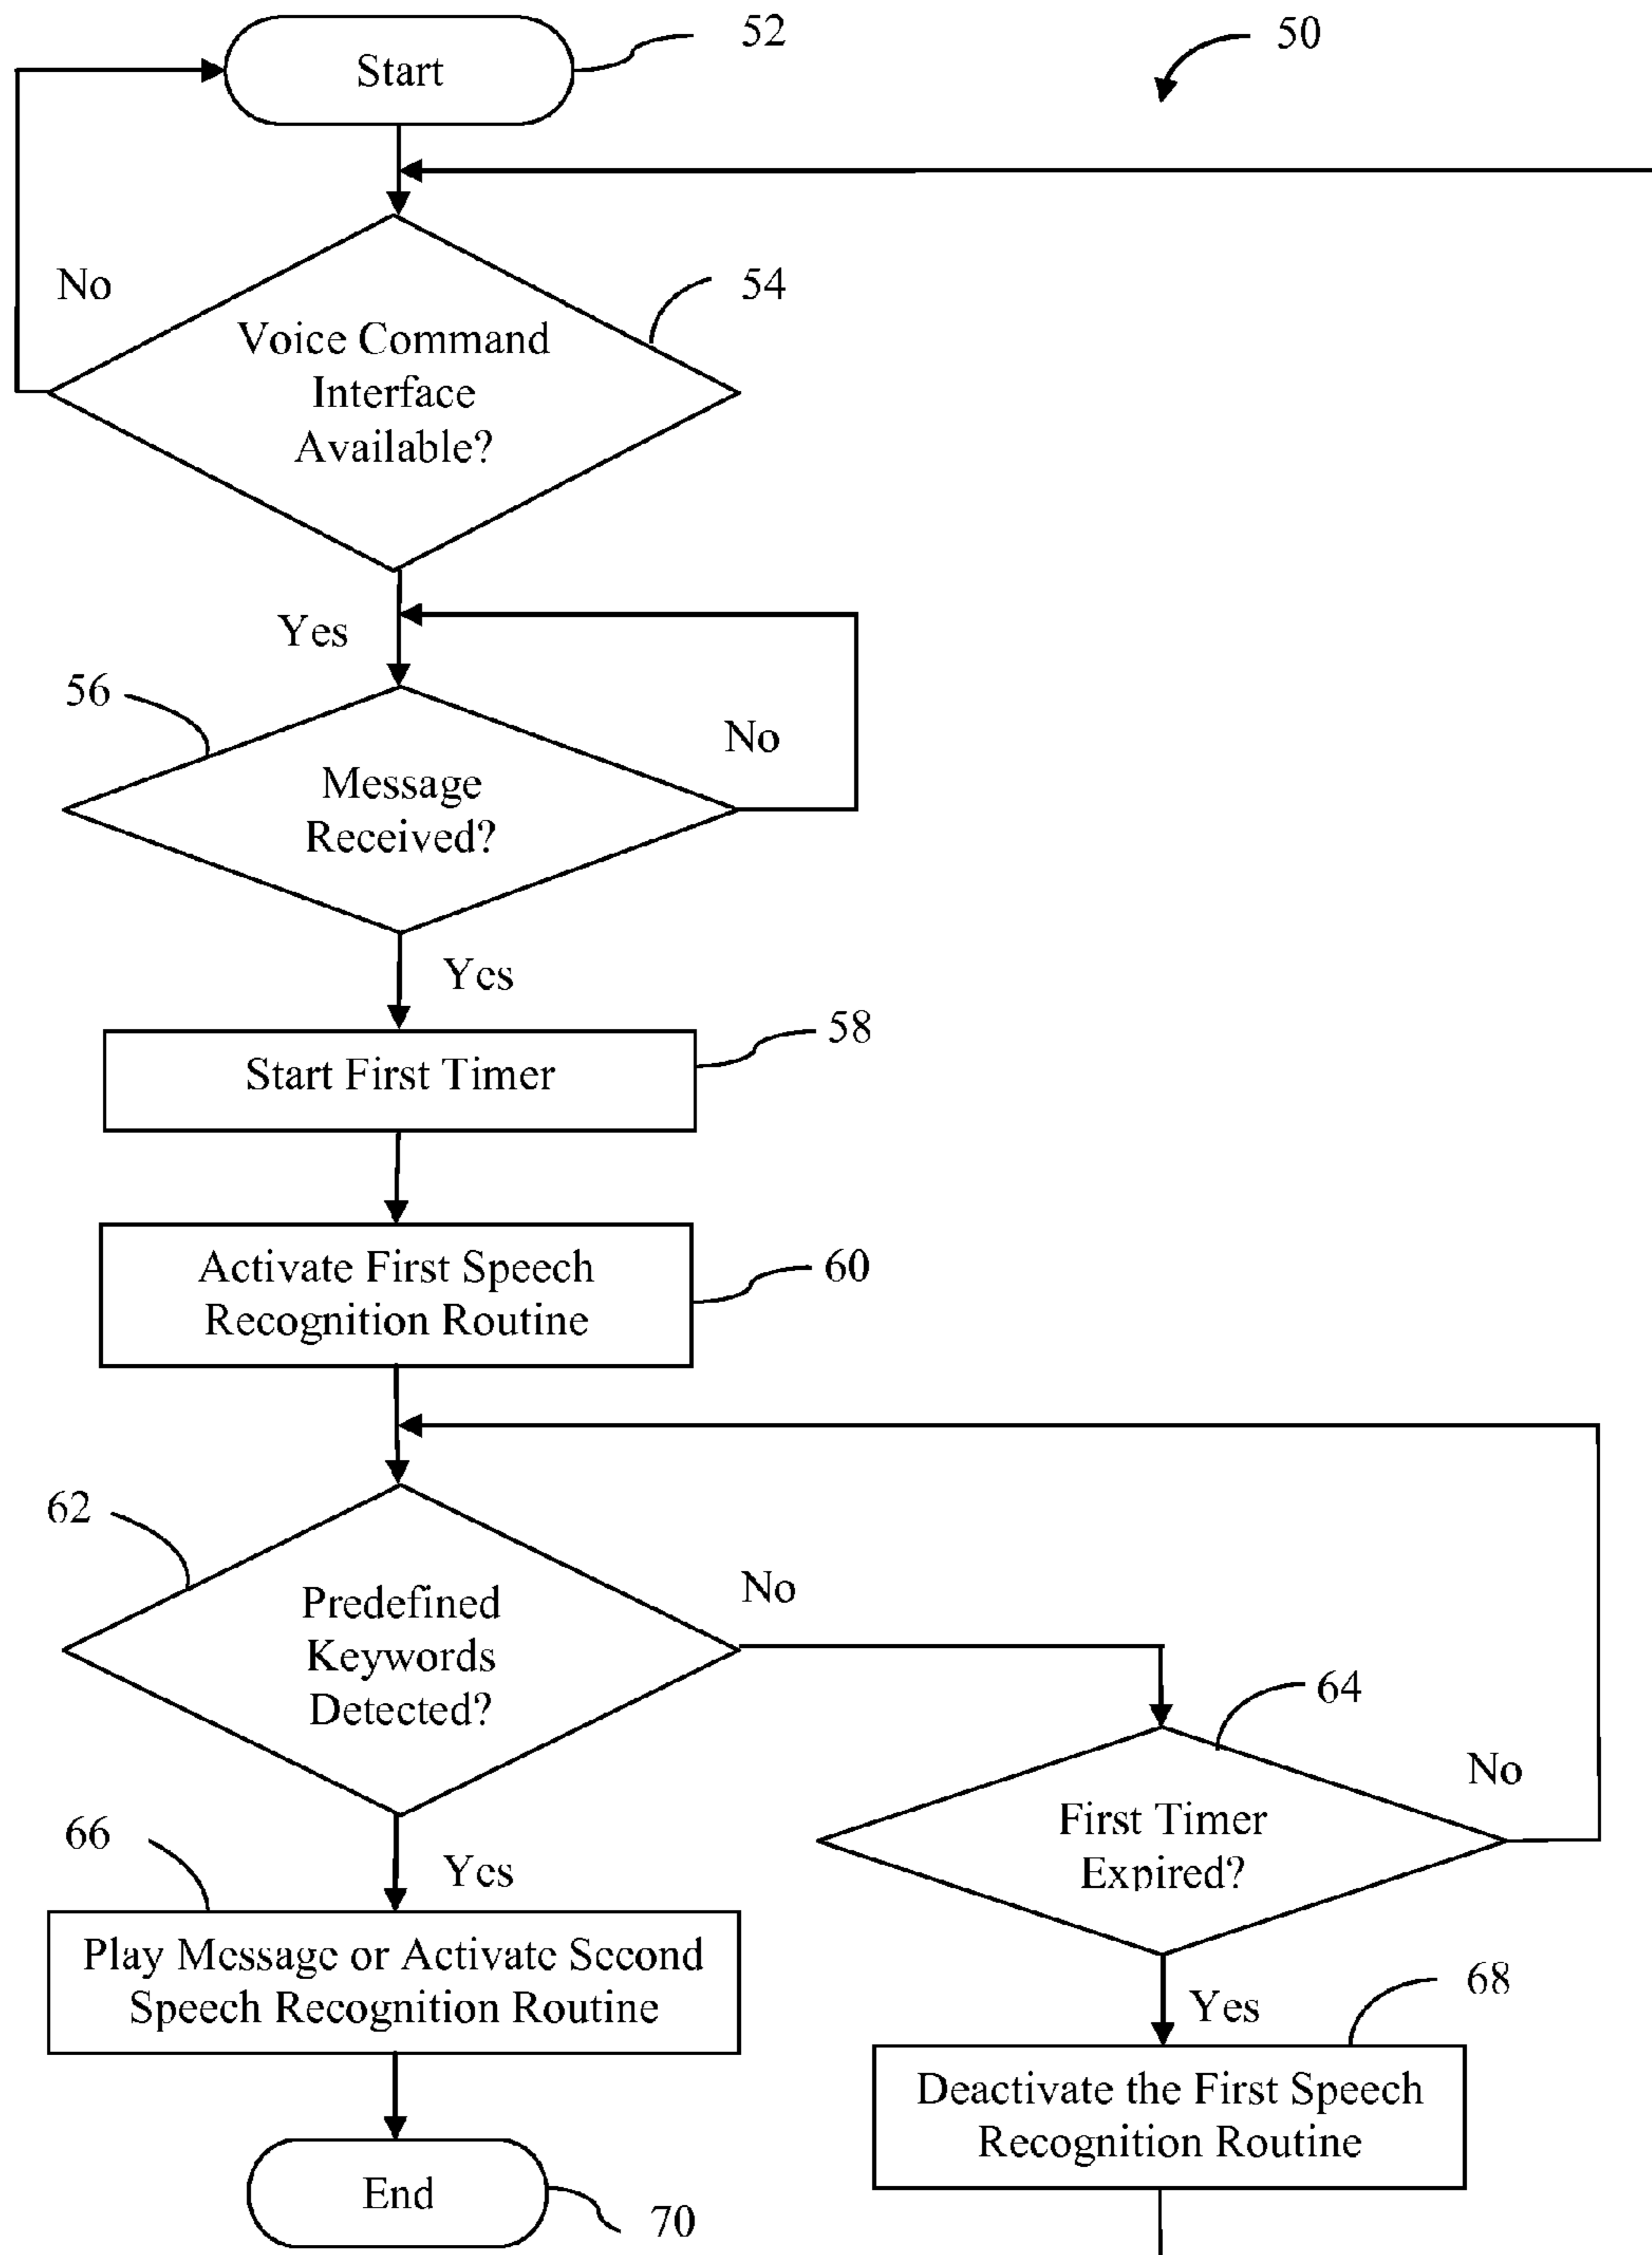 52
50
Start
No
54
Voice Command
Interface
Available?
Yes
56
No
Message
Received?
Yes
58
Start First Timer
60
Activate First Speech
Recognition Routine
62
No
Predefined
Keywords
Detected?
64
No
First Timer
Expired?
66
Yes
Play Message or Activate Second
Speech Recognition Routine
68
Yes
Deactivate the First Speech
Recognition Routine
End
70